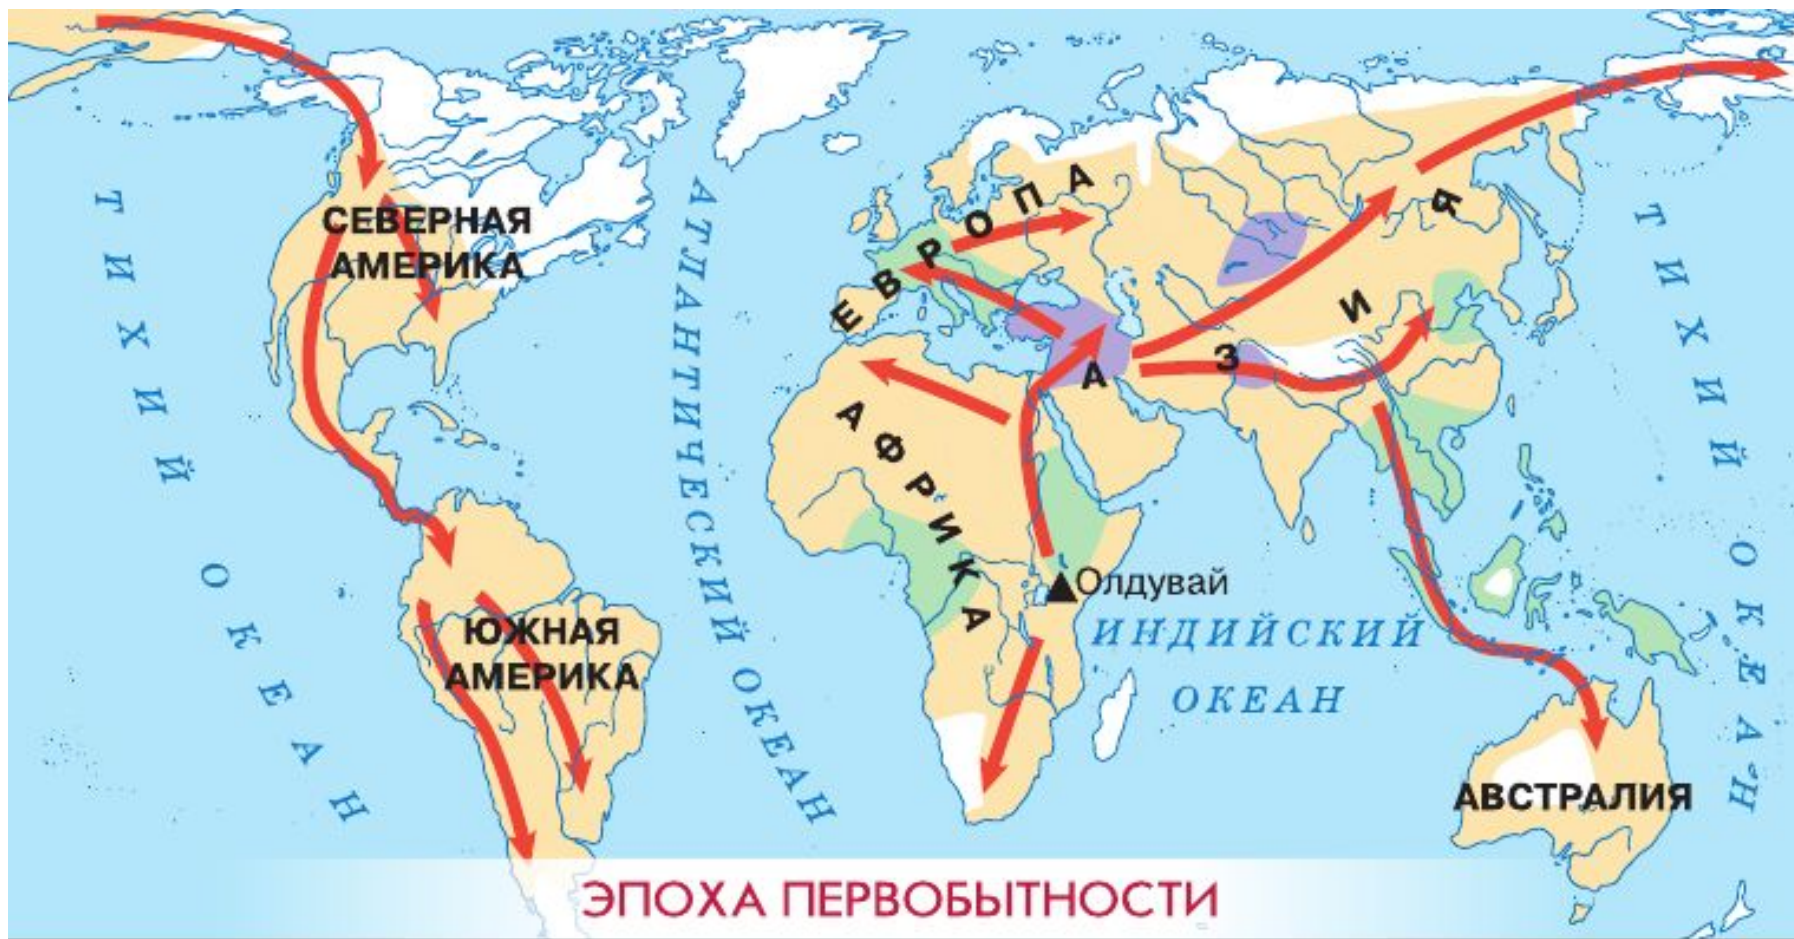 СЕВЕРНАЯ
АМЕРИКА
ЮЖНАЯ
АМЕРИКА
ЕВРОПА
АЗИЯ
АФРИКА
Олдувай
АВСТРАЛИЯ
ТИХИЙ ОКЕАН
АТЛАНТИЧЕСКИЙ ОКЕАН
ИНДИЙСКИЙ
ОКЕАН
ТИХИЙ ОКЕАН
ЭПОХА ПЕРВОБЫТНОСТИ